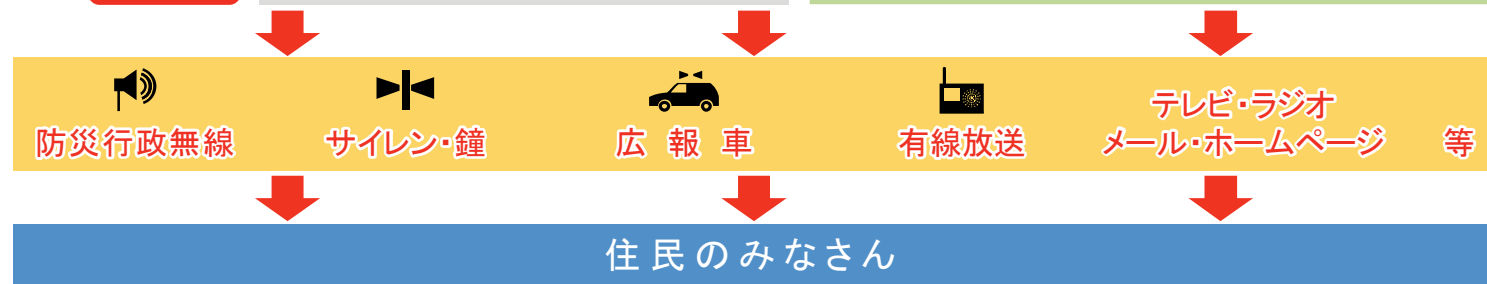 テレビ・ラジオ
防災行政無線 サイレン・鐘 広報車 有線放送 メール・ホームページ 等
住民のみなさん